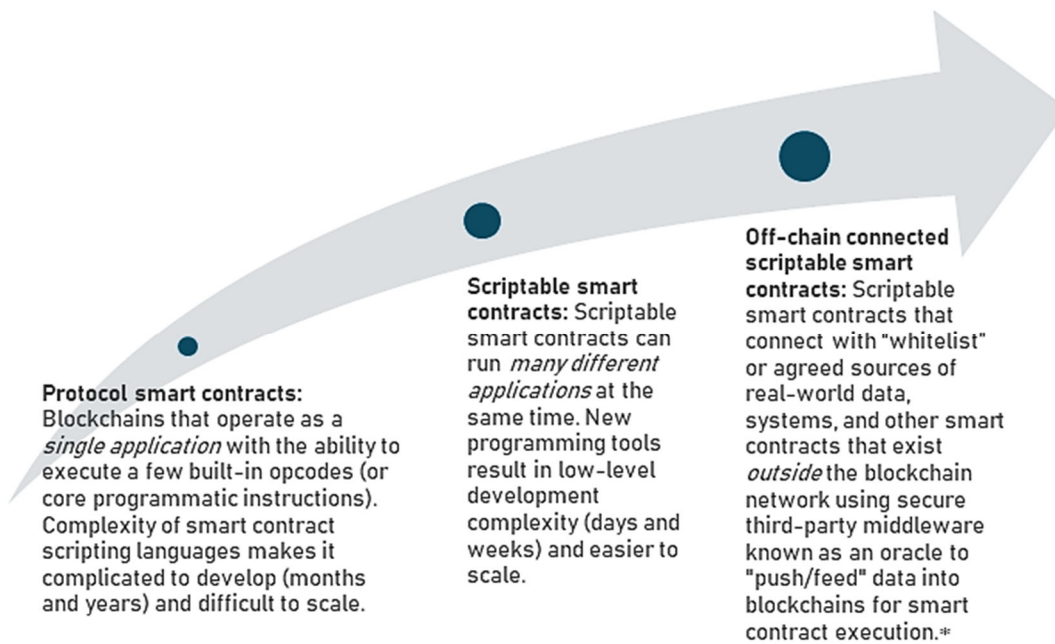 Protocol smart contracts:
Blockchains that operate as a
single application with the ability to
execute a few built-in opcodes (or
core programmatic instructions).
Complexity of smart contract
scripting languages makes it
complicated to develop (months
and years) and difficult to scale.
Scriptable smart
contracts: Scriptable
smart contracts can
run many different
applications at the
same time. New
programming tools
result in low-level
development
complexity (days and
weeks) and easier to
scale.
Off-chain connected
scriptable smart
contracts: Scriptable
smart contracts that
connect with "whitelist"
or agreed sources of
real-world data,
systems, and other smart
contracts that exist
outside the blockchain
network using secure
third-party middleware
known as an oracle to
"push/feed" data into
blockchains for smart
contract execution.*